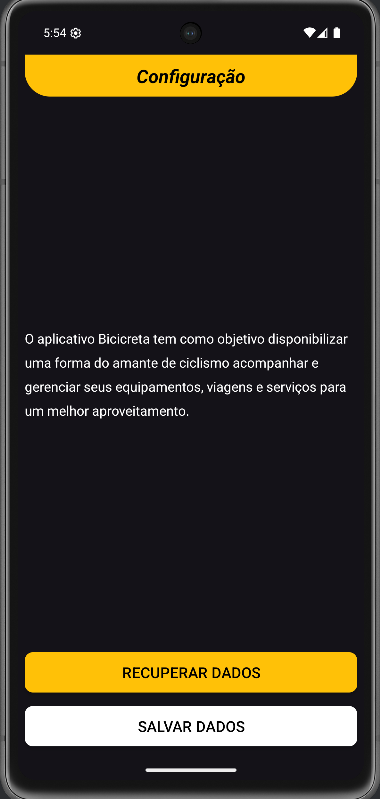 5:54
Configuração
O aplicativo Bicicreta tem como objetivo disponibilizar
uma forma do amante de ciclismo acompanhar e
gerenciar seus equipamentos, viagens e serviços para
um melhor aproveitamento.
RECUPERAR DADOS
SALVAR DADOS